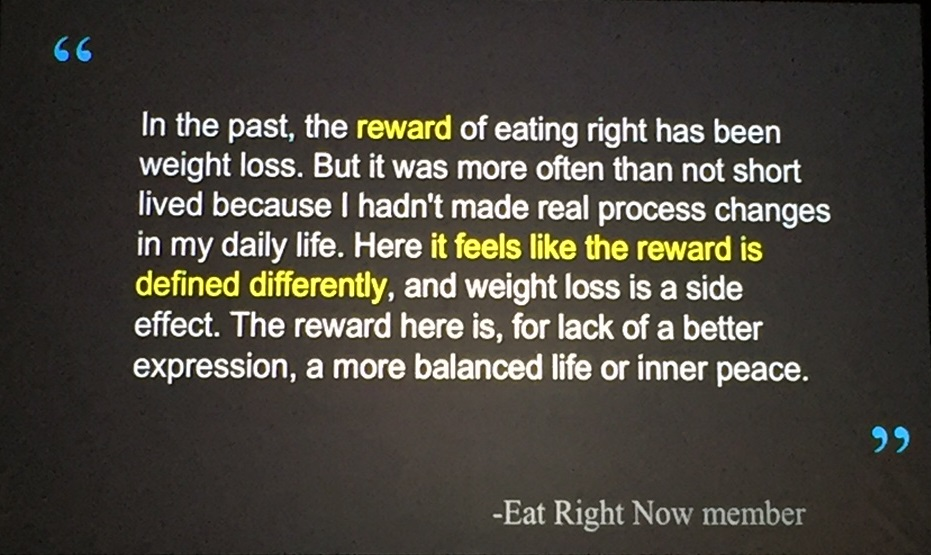 “
In the past, the reward of eating right has been
weight loss. But it was more often than not short
lived because I hadn't made real process changes
in my daily life. Here it feels like the reward is
defined differently, and weight loss is a side
effect. The reward here is, for lack of a better
expression, a more balanced life or inner peace.
”
-Eat Right Now member